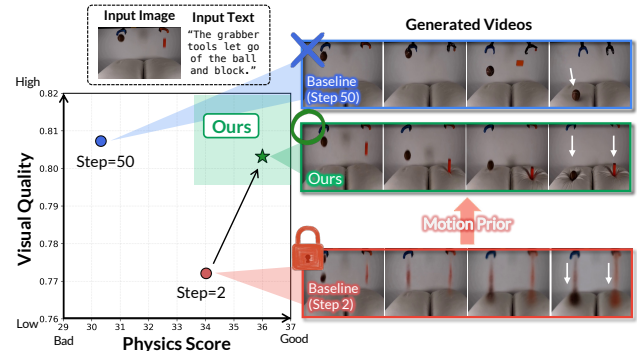 Input Image
Input Text
“The grabber
tools let go
of the ball
and block.”
Generated Videos
Baseline
(Step 50)
Ours
Motion Prior
Baseline
(Step 2)
High
0.82
0.81
0.80
0.79
0.78
0.77
0.76
Low
Visual Quality
Ours
Step=50
Step=2
29 30 31 32 33 34 35 36 37
Bad
Physics Score
Good